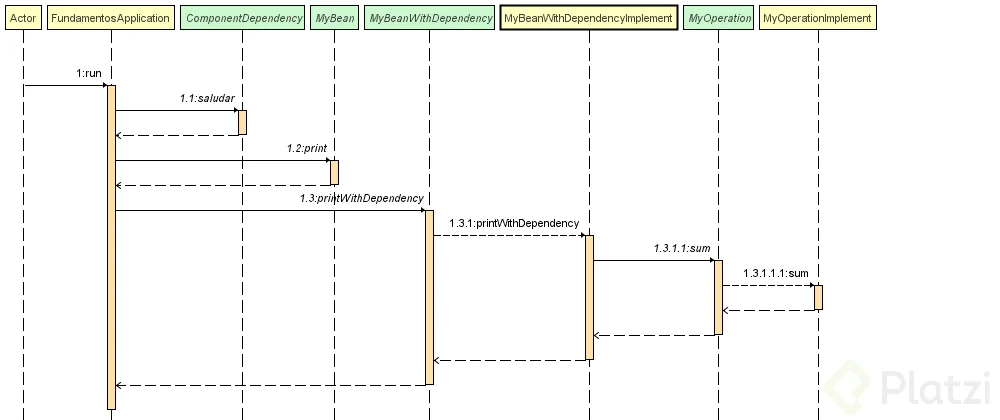 Actor
FundamentosApplication
ComponentDependency
MyBean
MyBeanWithDependency
MyBeanWithDependencyImplement
MyOperation
MyOperationImplement
1:run
1.1:saludar
1.2:print
1.3:printWithDependency
1.3.1:printWithDependency
1.3.1.1:sum
1.3.1.1.1:sum
Platzi